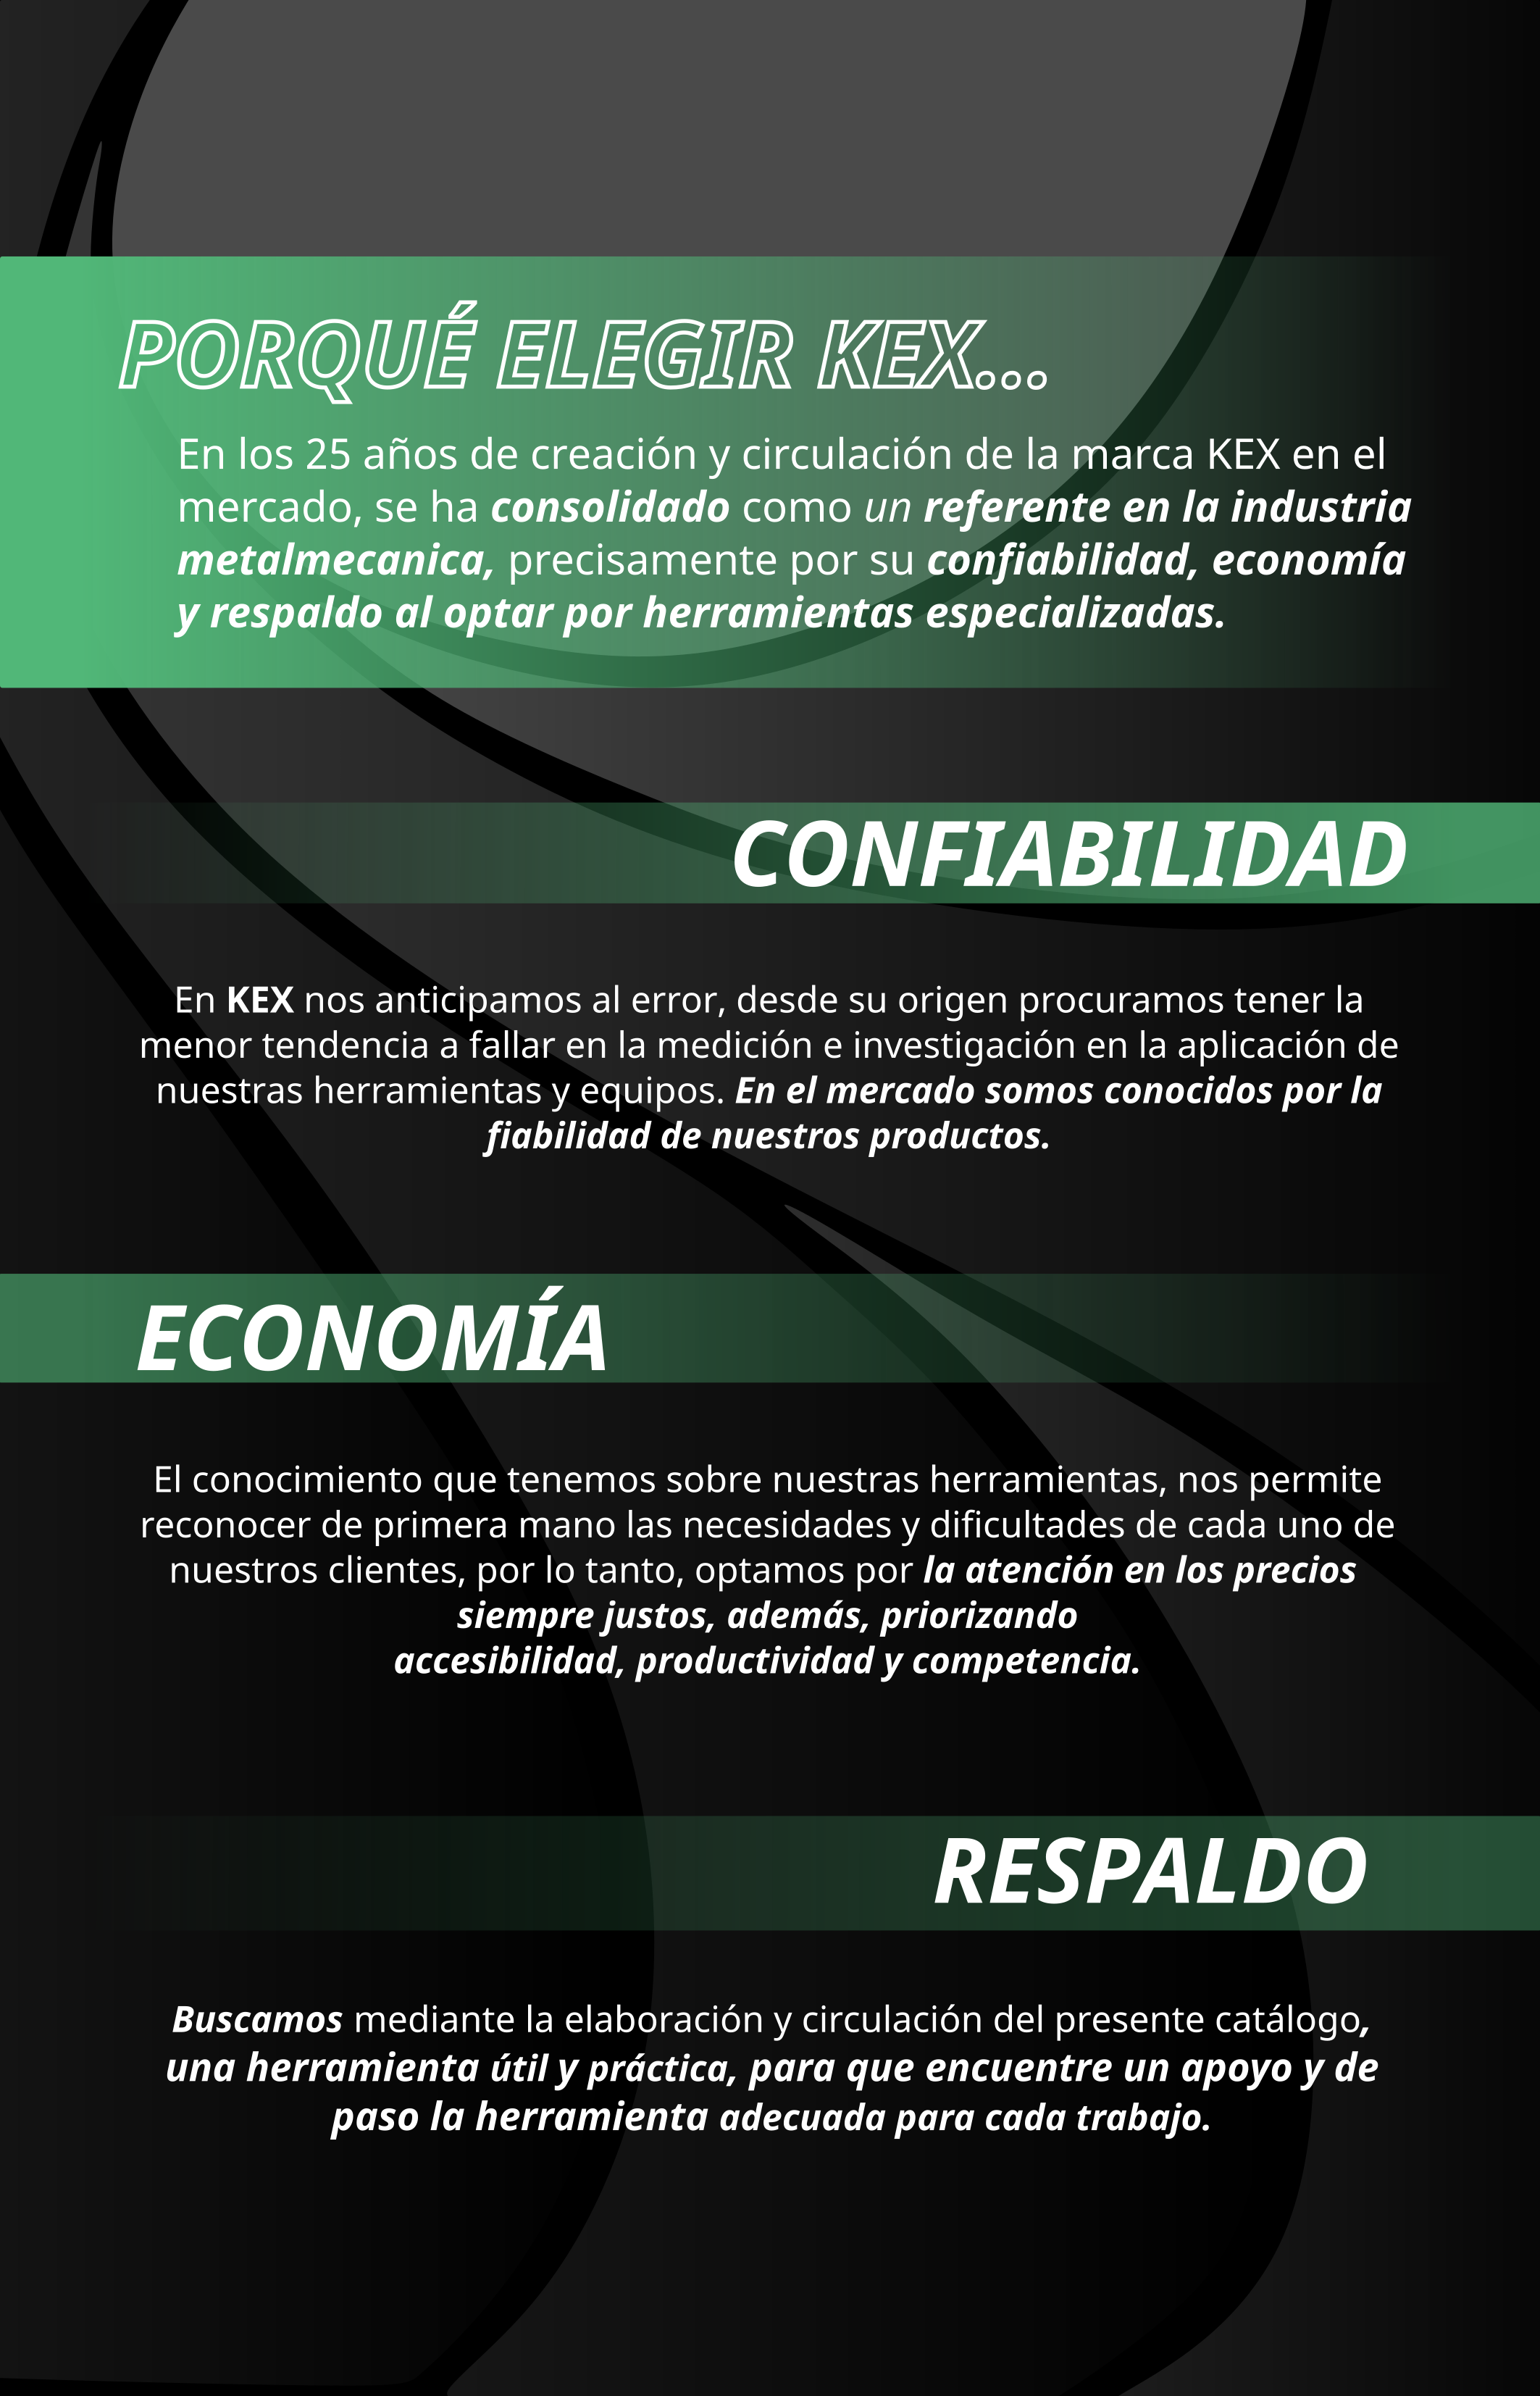 PORQUÉ ELEGIR KEX...
En los 25 años de creación y circulación de la marca KEX en el
mercado, se ha consolidado como un referente en la industria
metalmecanica, precisamente por su confiabilidad, economía
y respaldo al optar por herramientas especializadas.
CONFIABILIDAD
En KEX nos anticipamos al error, desde su origen procuramos tener la
menor tendencia a fallar en la medición e investigación en la aplicación de
nuestras herramientas y equipos. En el mercado somos conocidos por la
fiabilidad de nuestros productos.
ECONOMÍA
El conocimiento que tenemos sobre nuestras herramientas, nos permite
reconocer de primera mano las necesidades y dificultades de cada uno de
nuestros clientes, por lo tanto, optamos por la atención en los precios
siempre justos, además, priorizando
accesibilidad, productividad y competencia.
RESPALDO
Buscamos mediante la elaboración y circulación del presente catálogo,
una herramienta útil y práctica, para que encuentre un apoyo y de
paso la herramienta adecuada para cada trabajo.